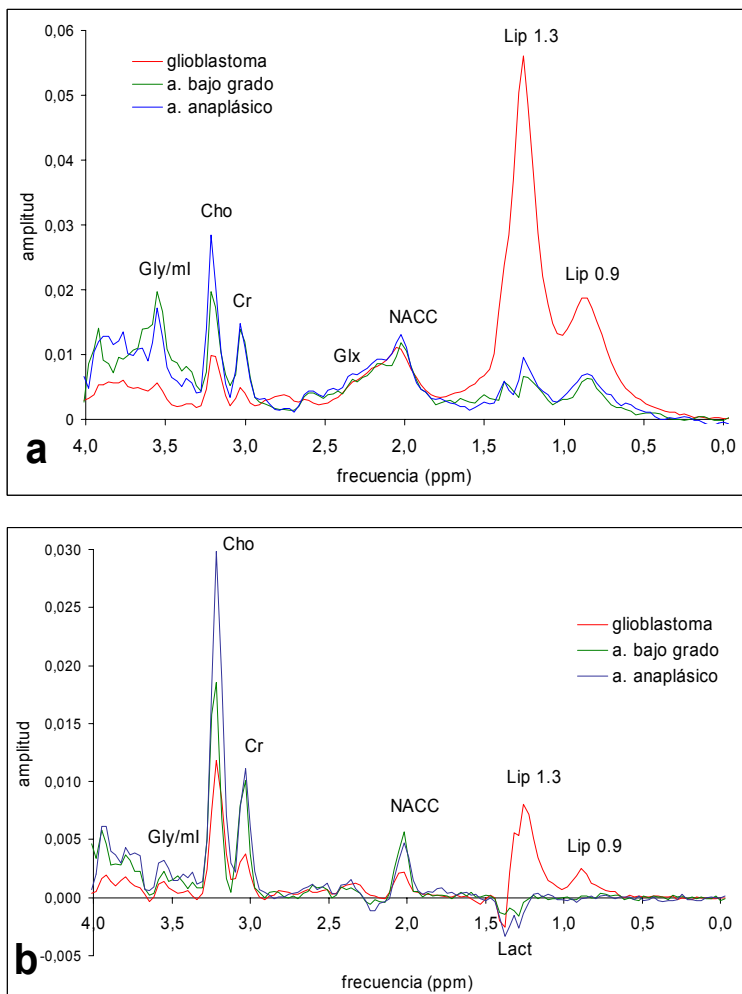 0,06
Lip 1.3
glioblastoma
a. bajo grado
a. anaplásico
0,05
0,04
amplitud
0,03
Cho
Gly/mI
0,02
Cr
Lip 0.9
NACC
Glx
0,01
0
4,0 3,5 3,0 2,5 2,0 1,5 1,0 0,5 0,0
a
frecuencia (ppm)
0,030
Cho
glioblastoma
a. bajo grado
a. anaplásico
0,025
0,020
amplitud
0,015
Cr
0,010
Lip 1.3
NACC
Gly/mI
0,005
Lip 0.9
0,000
4,0 3,5 3,0 2,5 2,0 1,5 1,0 0,5 0,0
Lact
-0,005
b
frecuencia (ppm)